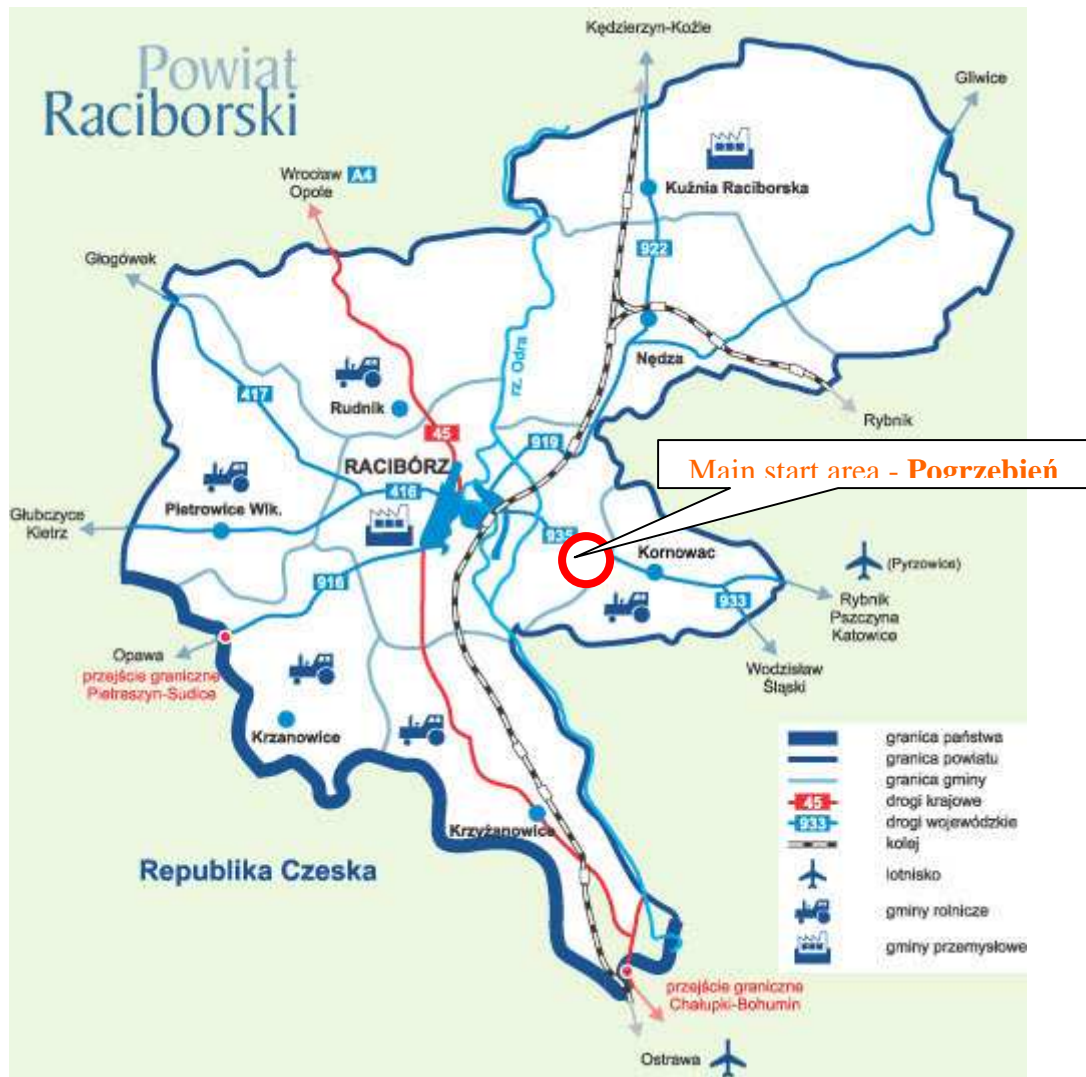 Powiat
Raciborski
Kędzierzyn-Koźle
Gliwice
Wrocław A4
Opole
Kuźnia Raciborska
Głogówek
922
rz. Odra
Nędza
417
Rudnik
45
919
Rybnik
RACIBÓRZ
Main start area - Pogrzebień
416
Pietrowice Wlk.
Głubczyce
Kietrz
935
Kornowac
(Pyrzowice)
916
933
Rybnik
Pszczyna
Katowice
Opawa
przejście graniczne
Pietraszyn-Sudice
Wodzisław
Śląski
Krzanowice
granica państwa
granica powiatu
granica gminy
45 drogi krajowe
933 drogi wojewódzkie
kolej
Krzyżanowice
Republika Czeska
lotnisko
gminy rolnicze
gminy przemysłowe
przejście graniczne
Chałupki-Bohumin
Ostrawa